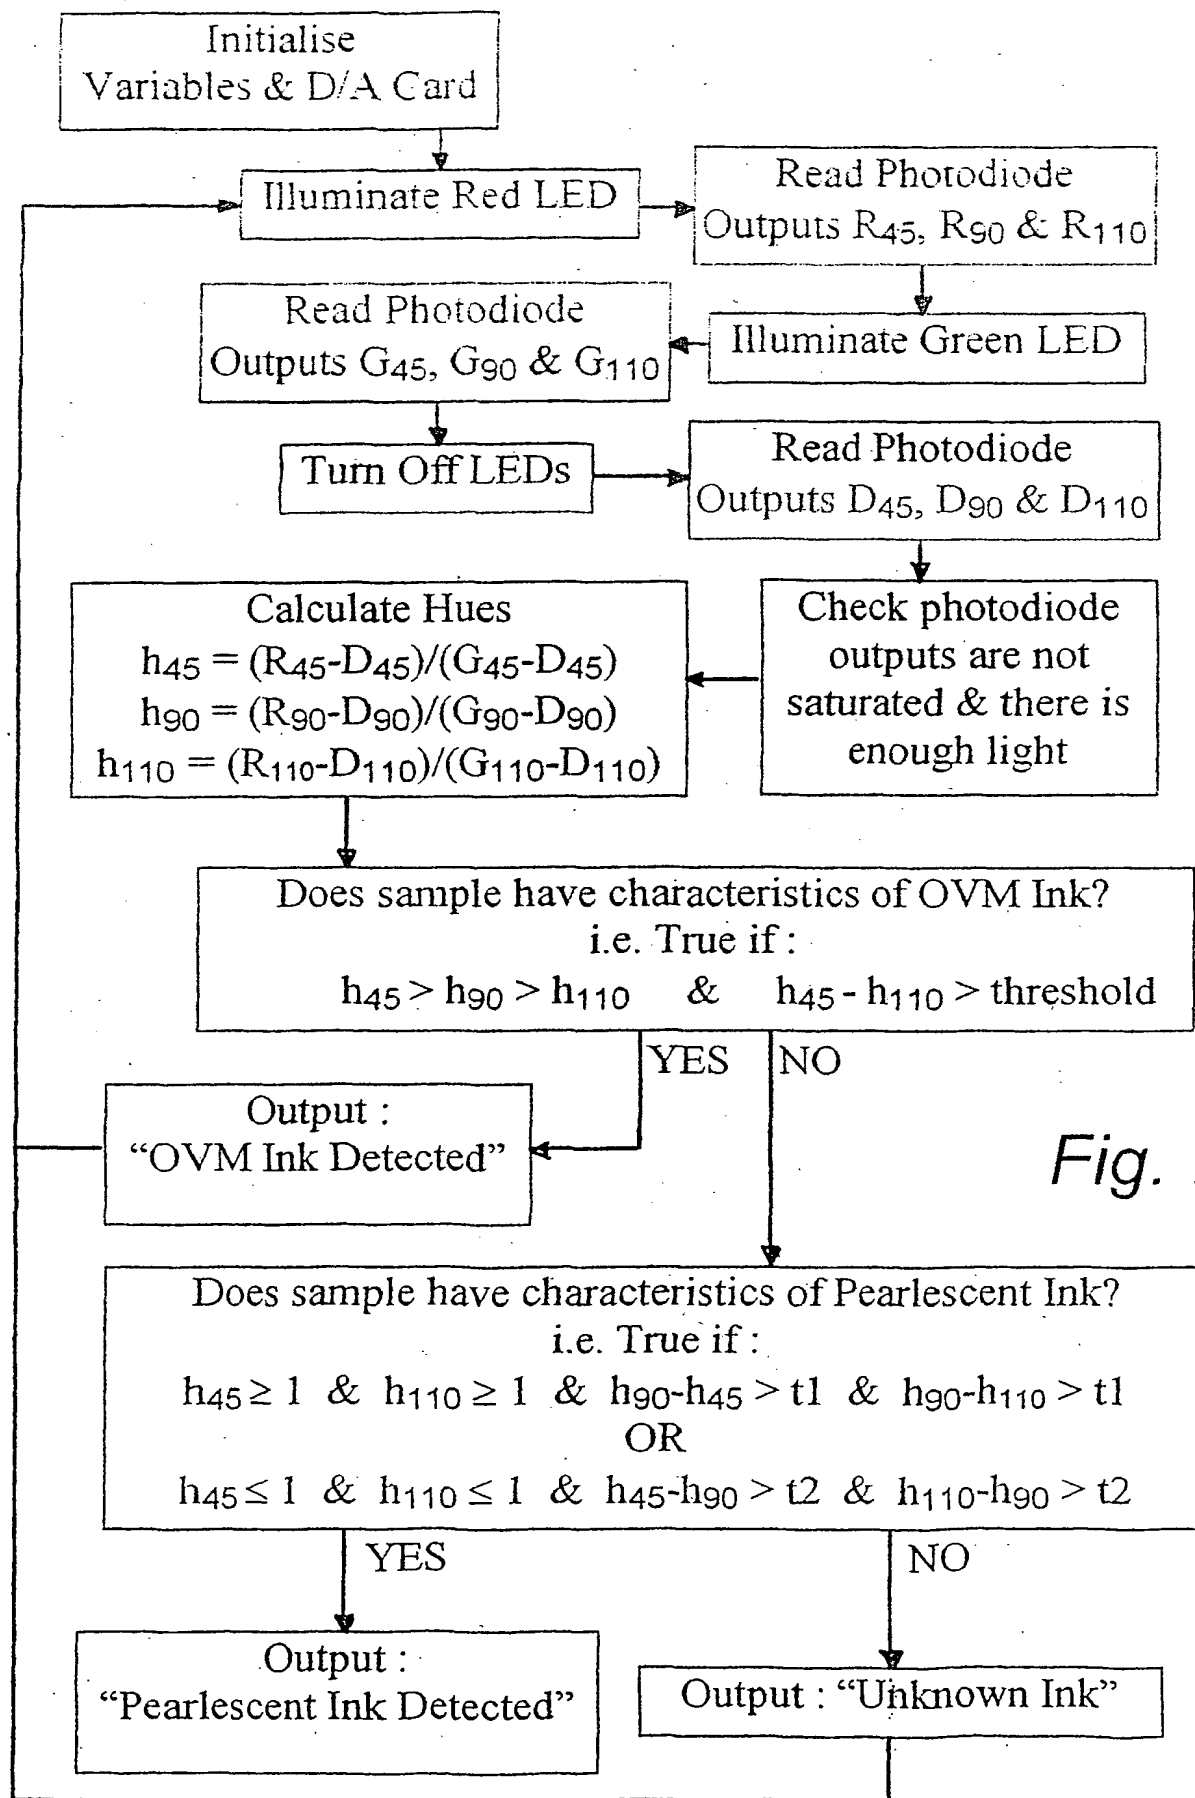 Initialise
Variables & D/A Card
Illuminate Red LED
Read Photodiode
Outputs R45, R90 & R110
Illuminate Green LED
Read Photodiode
Outputs G45, G90 & G110
Turn Off LEDs
Read Photodiode
Outputs D45, D90 & D110
Check photodiode
outputs are not
saturated & there is
enough light
Calculate Hues
h45 = (R45-D45)/(G45-D45)
h90 = (R90-D90)/(G90-D90)
h110 = (R110-D110)/(G110-D110)
Does sample have characteristics of OVM Ink?
i.e. True if :
h45 > h90 > h110 & h45 - h110 > threshold
YES
NO
Output :
“OVM Ink Detected”
Fig.
Does sample have characteristics of Pearlescent Ink?
i.e. True if :
h45 ≥ 1 & h110 ≥ 1 & h90-h45 > t1 & h90-h110 > t1
OR
h45 ≤ 1 & h110 ≤ 1 & h45-h90 > t2 & h110-h90 > t2
YES
NO
Output :
“Pearlescent Ink Detected”
Output : “Unknown Ink”